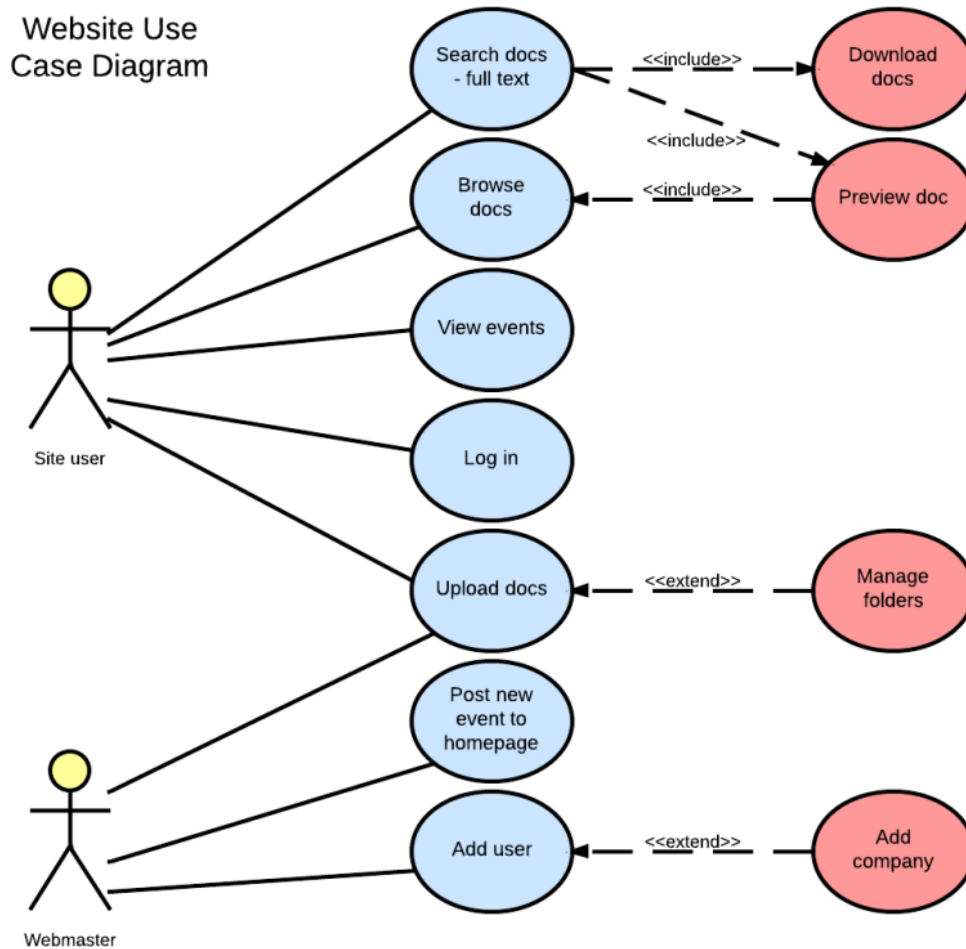 Website Use
Case Diagram
Search docs
- full text
<<include>>
Download
docs
<<include>>
Browse
docs
<<include>>
Preview doc
View events
Site user
Log in
Upload docs
<<extend>>
Manage
folders
Post new
event to
homepage
Add user
<<extend>>
Add
company
Webmaster